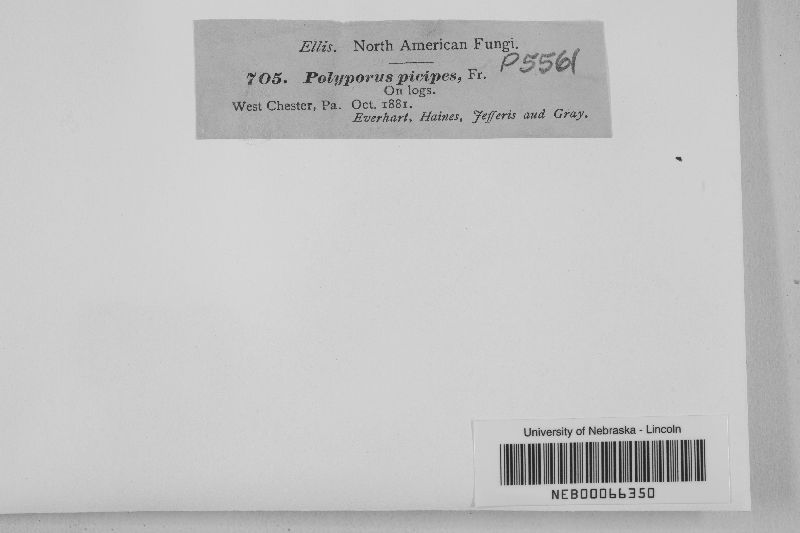 Ellis. North American Fungi.
P5561
705. Polyporus picipes, Fr.
On logs.
West Chester, Pa. Oct. 1881.
Everhart, Haines, Jefferis and Gray.
University of Nebraska - Lincoln
NEB00066350